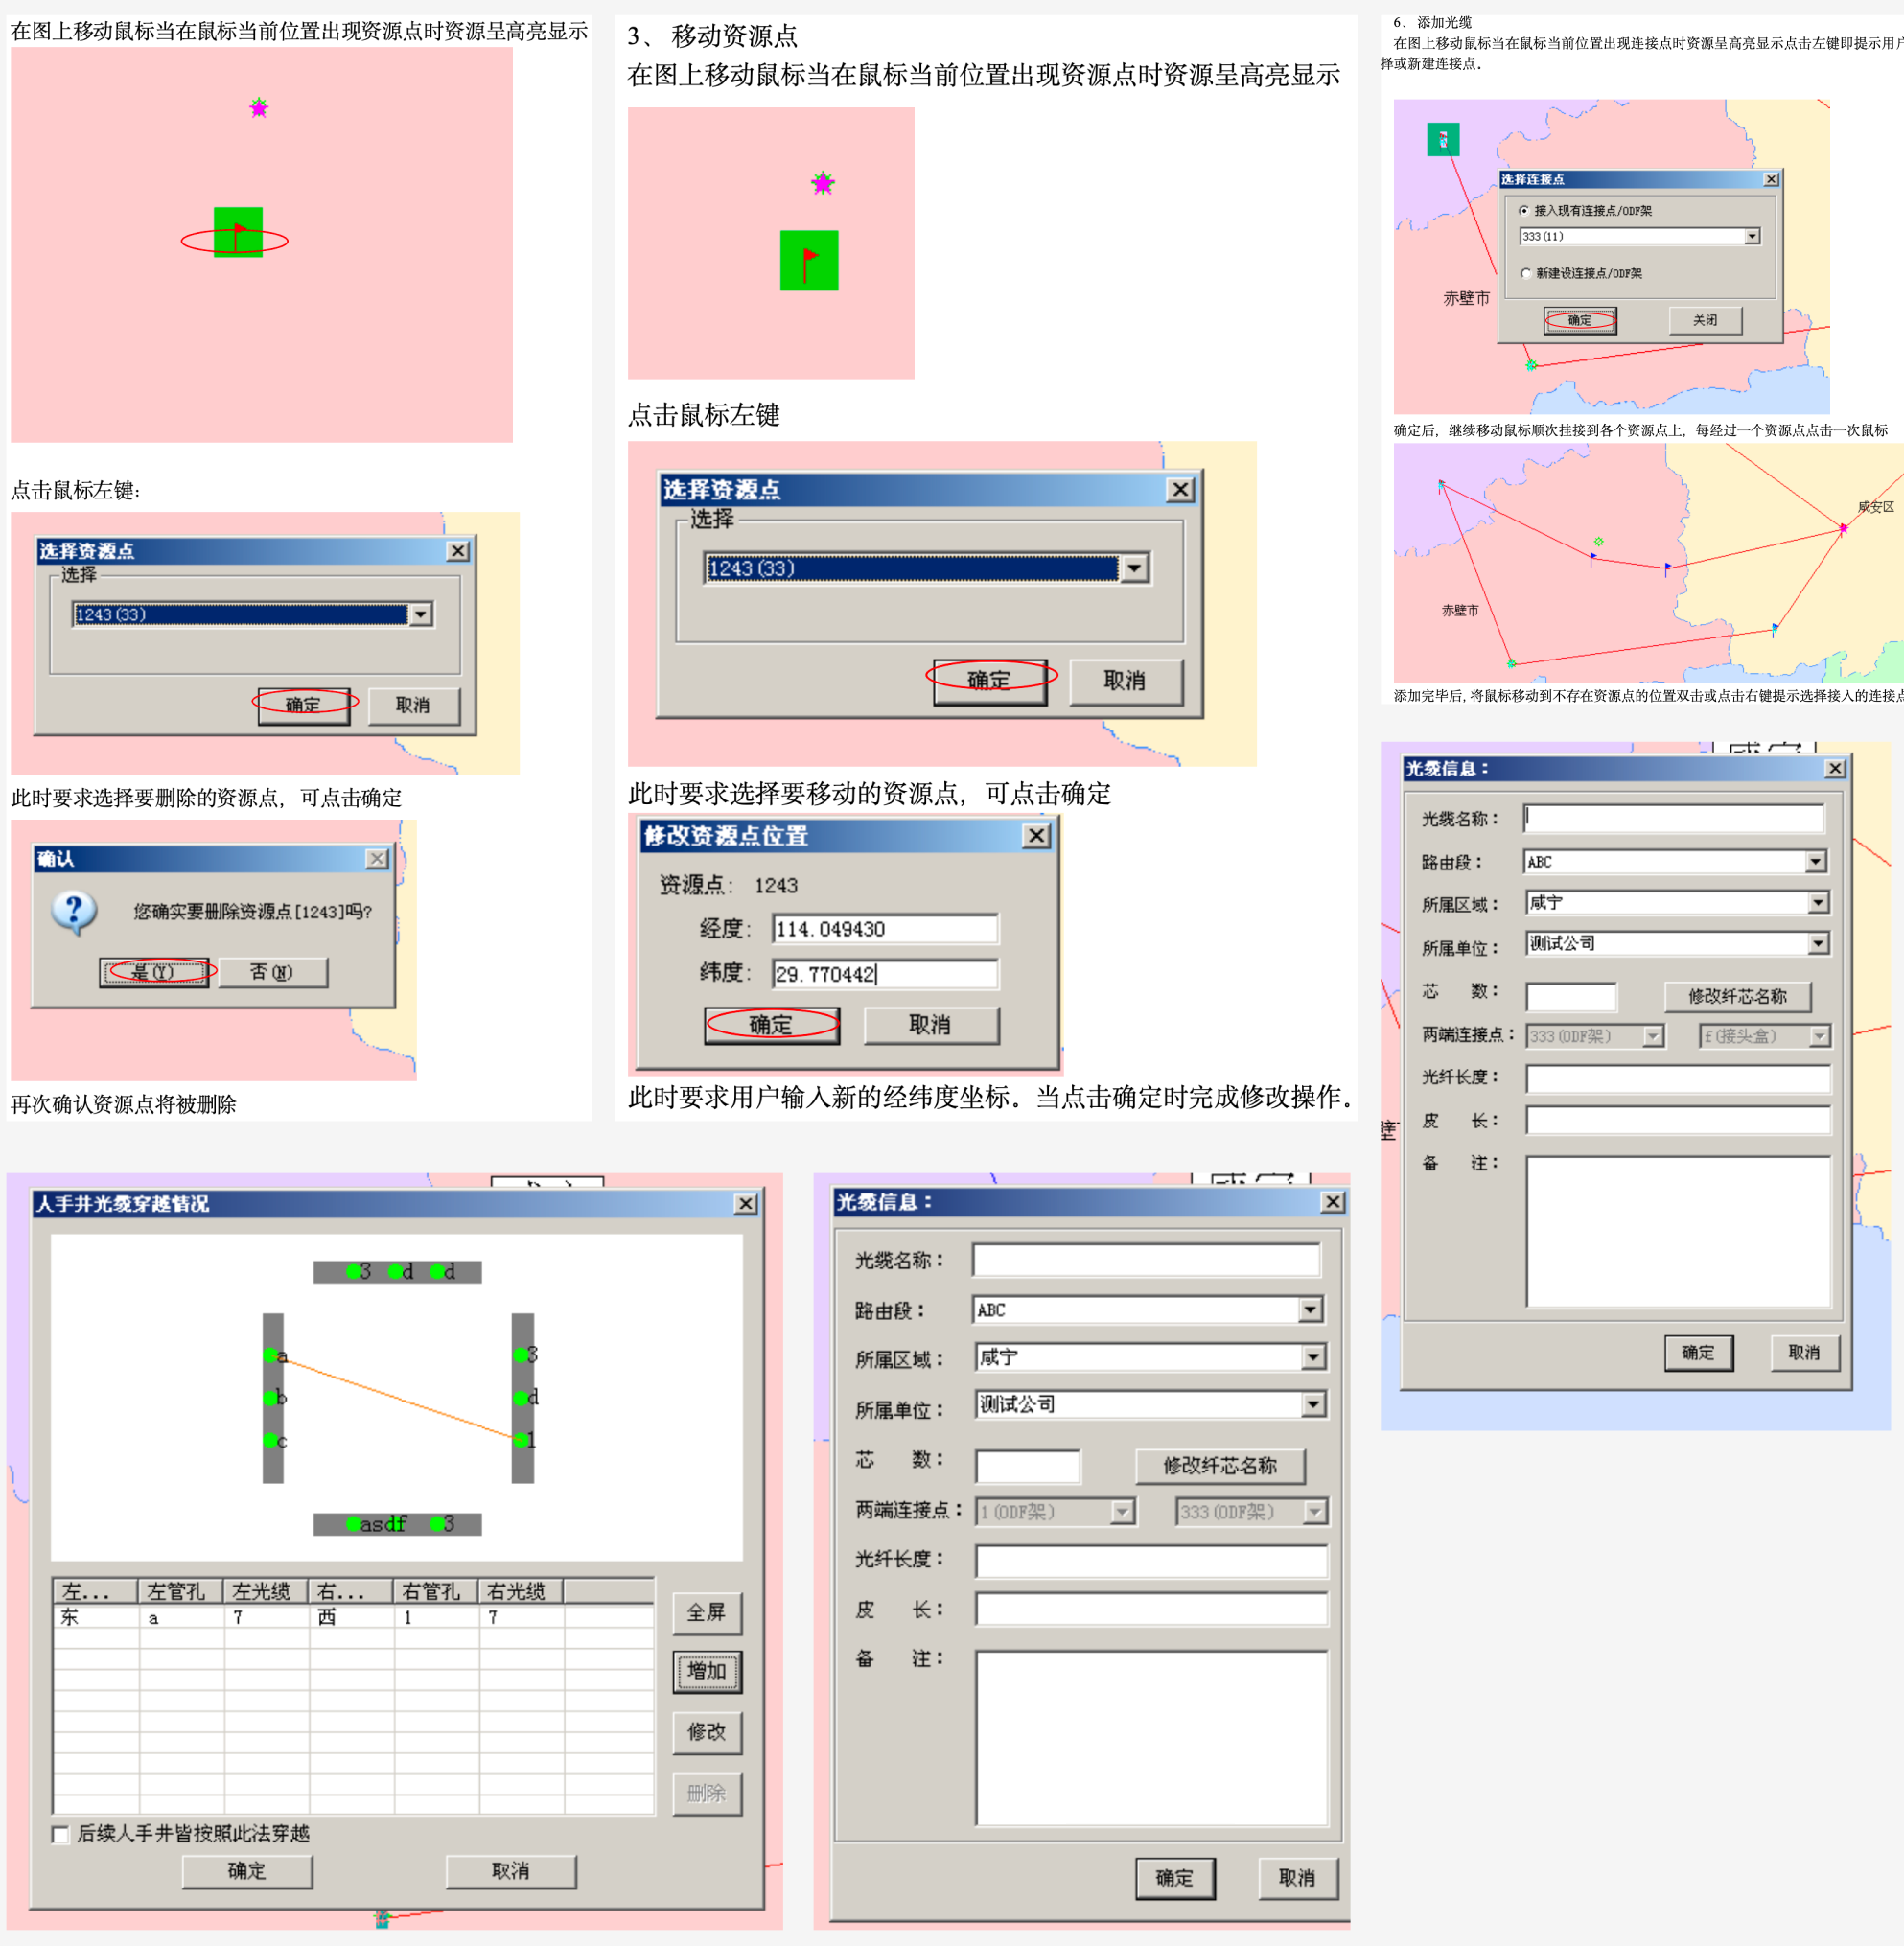 在图上移动鼠标当在鼠标当前位置出现资源点时资源呈高亮显示
点击鼠标左键:
选择资源点
选择
1243(33)
确定
取消
此时要求选择要删除的资源点，可点击确定
确认
您确实要删除资源点[1243]吗?
是(Y)
否(N)
再次确认资源点将被删除
3、 移动资源点
在图上移动鼠标当在鼠标当前位置出现资源点时资源呈高亮显示
点击鼠标左键
选择资源点
选择
1243(33)
确定
取消
此时要求选择要移动的资源点，可点击确定
修改资源点位置
资源点: 1243
经度: 114.049430
纬度: 29.770442
确定
取消
此时要求用户输入新的经纬度坐标。当点击确定时完成修改操作。
6、 添加光缆
在图上移动鼠标当在鼠标当前位置出现连接点时资源呈高亮显示点击左键即提示用户
择或新建连接点.
选择连接点
接入现有连接点/ODF架
333(11)
新建设连接点/ODF架
赤壁市
确定
关闭
确定后，继续移动鼠标顺次挂接到各个资源点上，每经过一个资源点点击一次鼠标
咸安区
赤壁市
添加完毕后,将鼠标移动到不存在资源点的位置双击或点击右键提示选择接入的连接点
光缆信息：
光缆名称：
路由段： ABC
所属区域： 咸宁
所属单位： 测试公司
芯 数： 修改纤芯名称
两端连接点： 333(ODF架) f(接头盒)
光纤长度：
皮 长：
壁
备 注：
确定
取消
人手井光缆穿越情况
3 d d
a 3
b d
c 1
asdf 3
左... 左管孔 左光缆 右... 右管孔 右光缆
东 a 7 西 1 7
全屏
增加
修改
删除
后续人手井皆按照此法穿越
确定
取消
光缆信息：
光缆名称：
路由段： ABC
所属区域： 咸宁
所属单位： 测试公司
芯 数： 修改纤芯名称
两端连接点： 1(ODF架) 333(ODF架)
光纤长度：
皮 长：
备 注：
确定
取消